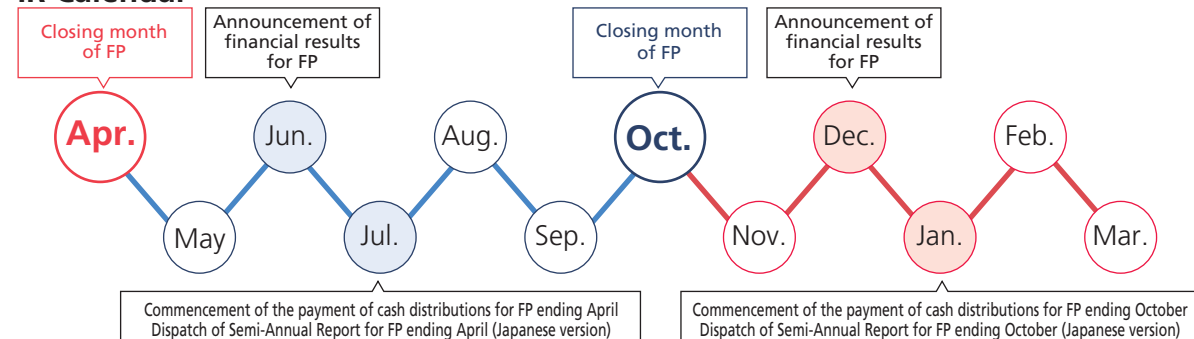 IR Calendar
Closing month
of FP
Announcement of
financial results
for FP
Closing month
of FP
Announcement of
financial results
for FP
Apr.
Jun.
Aug.
Oct.
Dec.
Feb.
May
Jul.
Sep.
Nov.
Jan.
Mar.
Commencement of the payment of cash distributions for FP ending April
Dispatch of Semi-Annual Report for FP ending April (Japanese version)
Commencement of the payment of cash distributions for FP ending October
Dispatch of Semi-Annual Report for FP ending October (Japanese version)